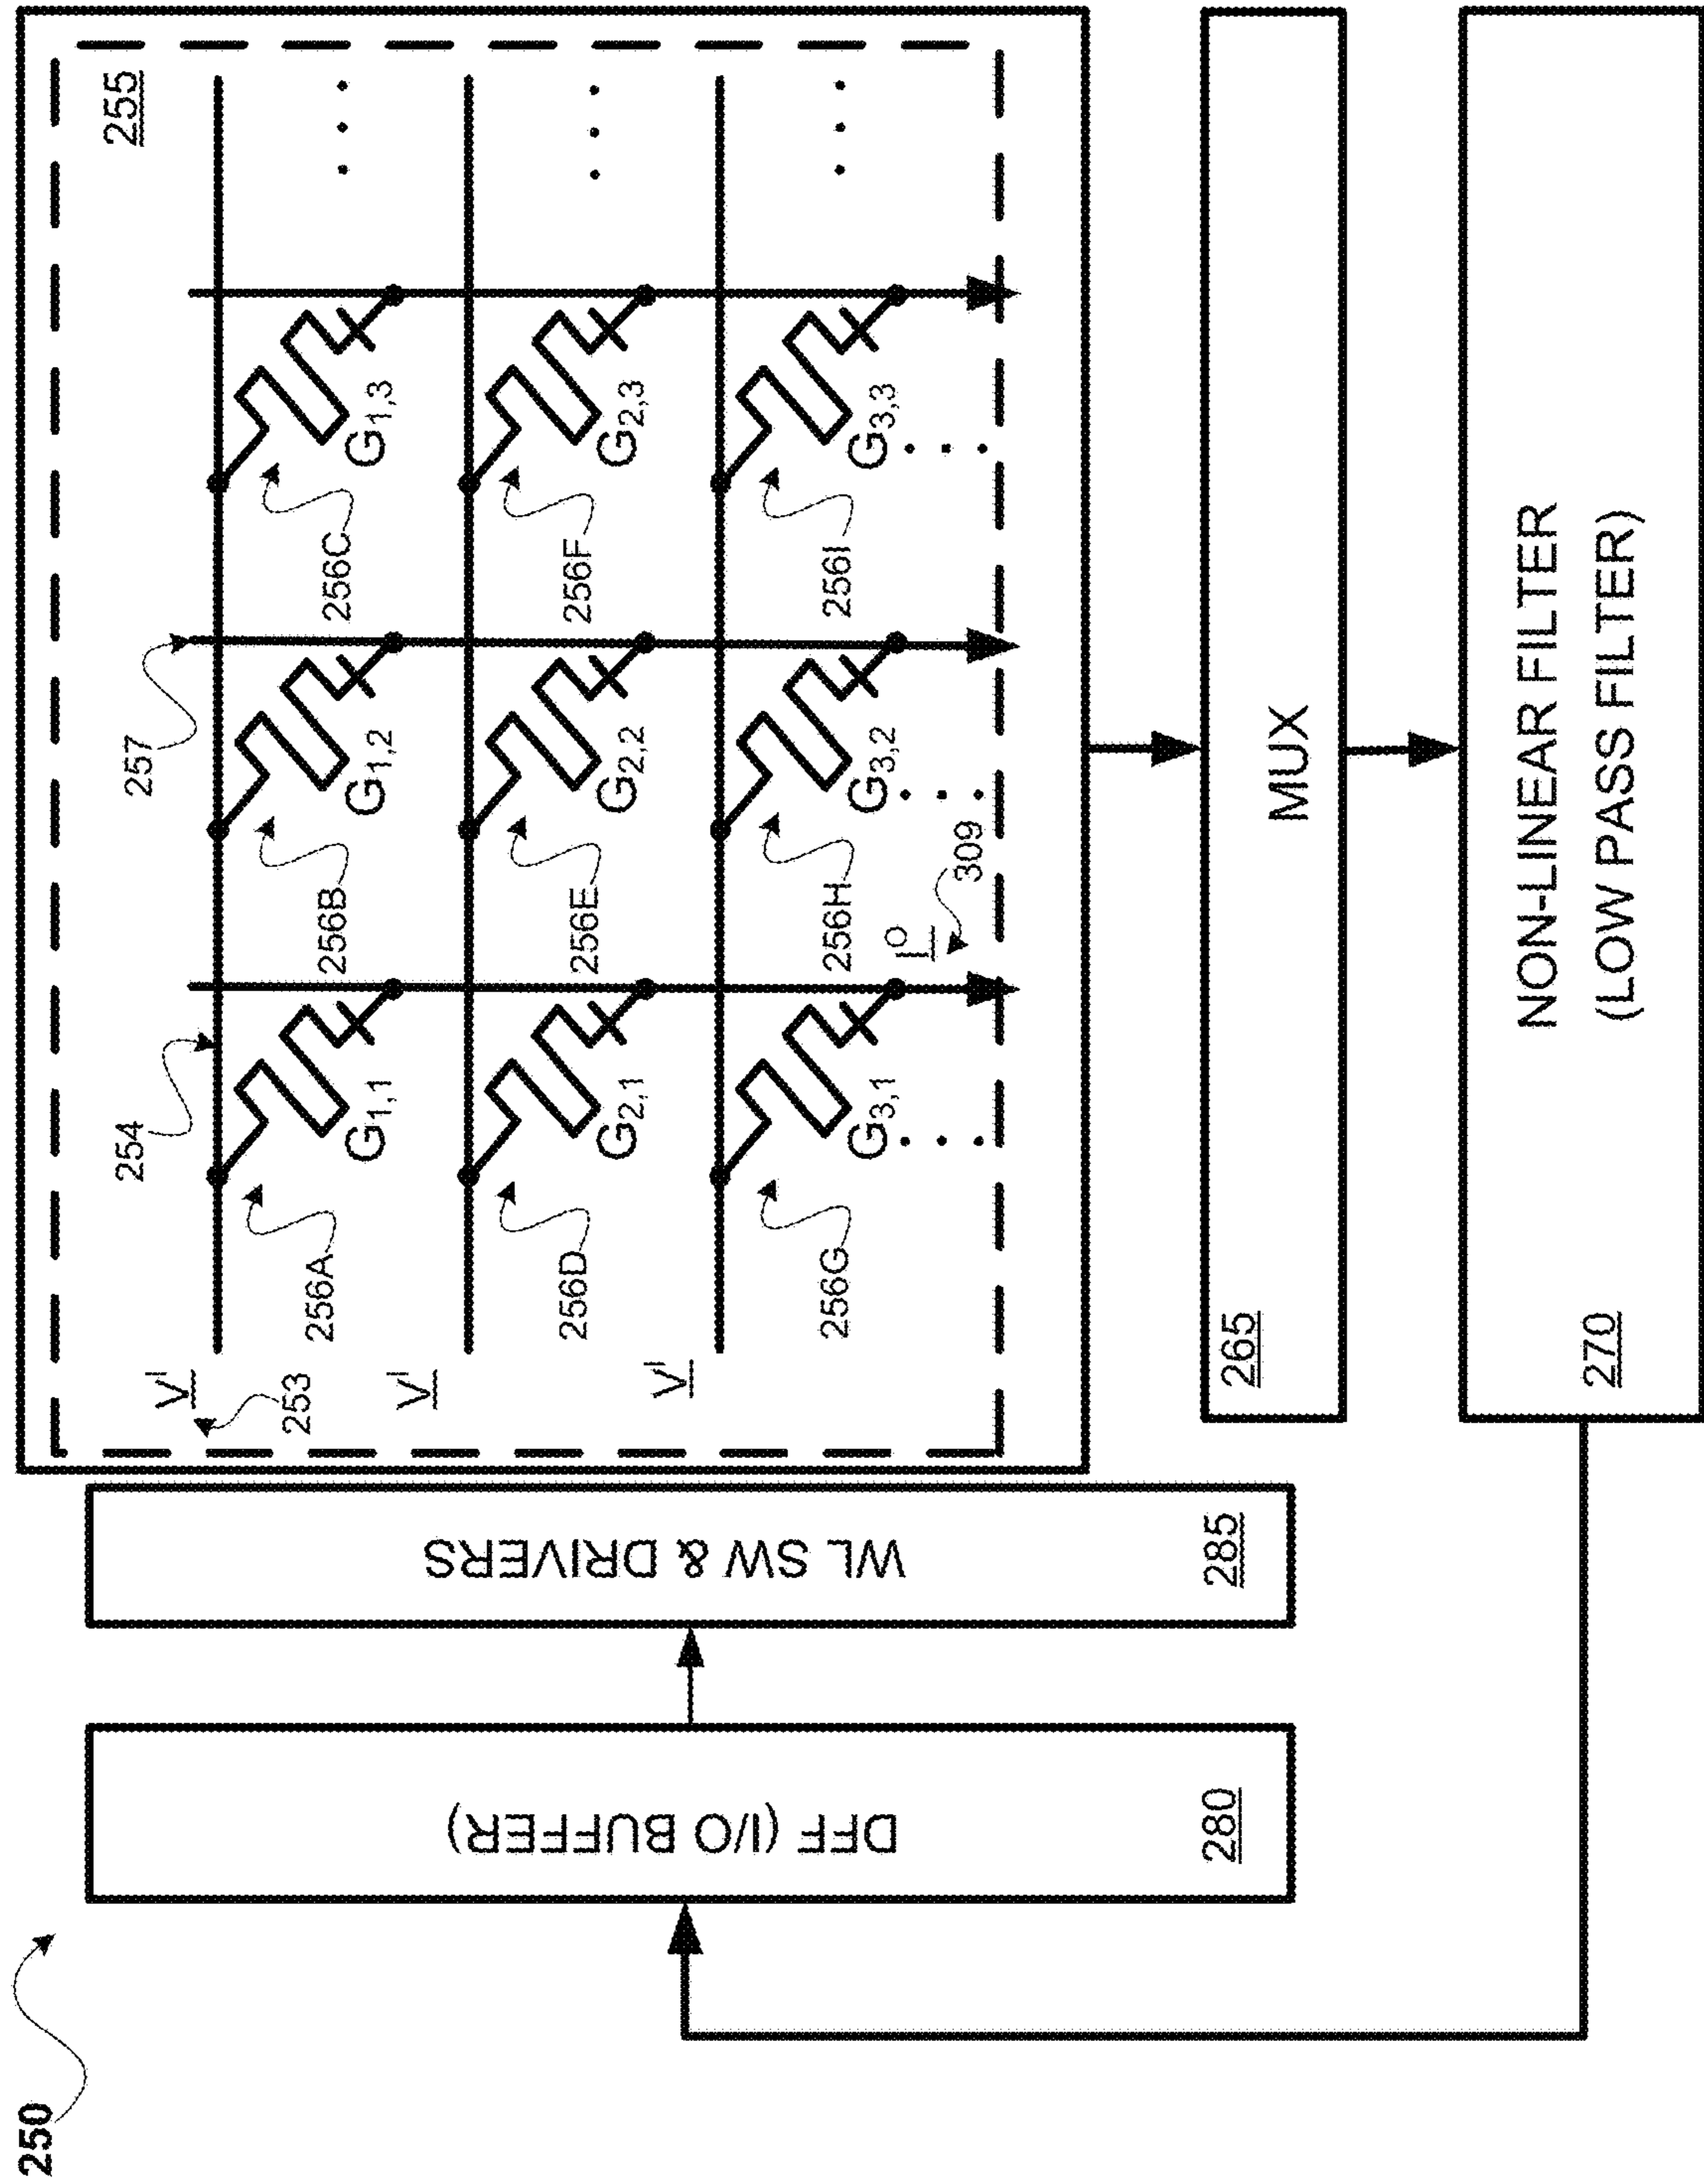 250
255
257
254
G1,1
G1,2
G1,3
256A
256B
256C
V^I
253
G2,1
G2,2
G2,3
256D
256E
256F
V^I
G3,1
G3,2
G3,3
256G
256H
256I
V^I
I^O
309
WL SW & DRIVERS
285
DFF (I/O BUFFER)
280
MUX
265
NON-LINEAR FILTER
(LOW PASS FILTER)
270